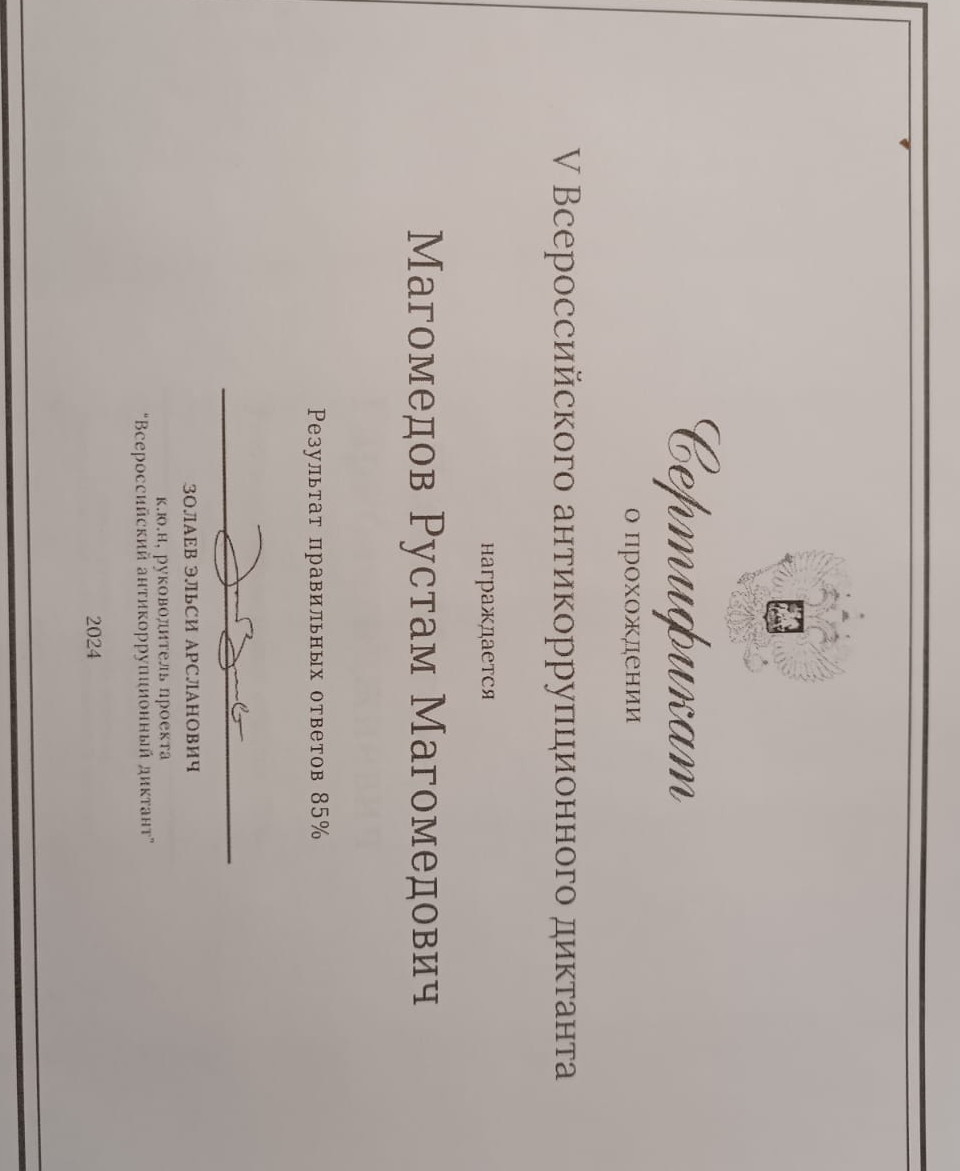 Сертификат
о прохождении
V Всероссийского антикоррупционного диктанта
награждается
Магомедов Рустам Магомедович
Результат правильных ответов 85%
ЗОЛАЕВ ЭЛЬСИ АРСЛАНОВИЧ
к.ю.н, руководитель проекта
"Всероссийский антикоррупционный диктант"
2024